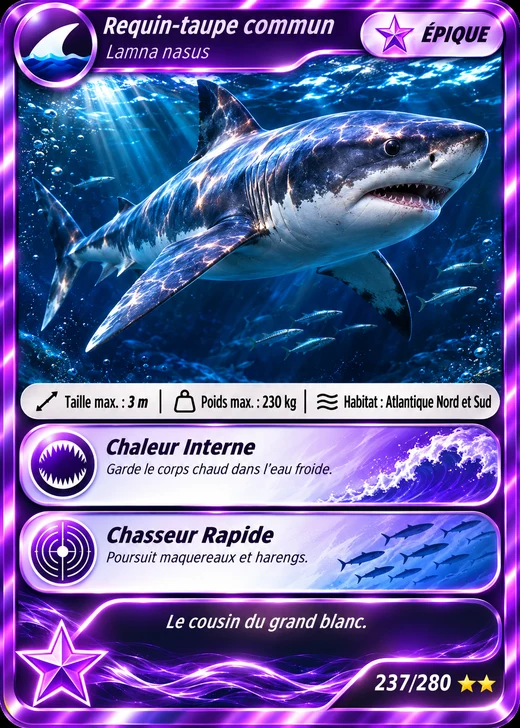 Requin-taupe commun
Lamna nasus
ÉPIQUE
Taille max. : 3 m
Poids max. : 230 kg
Habitat : Atlantique Nord et Sud
Chaleur Interne
Garde le corps chaud dans l'eau froide.
Chasseur Rapide
Poursuit maquereaux et harengs.
Le cousin du grand blanc.
237/280